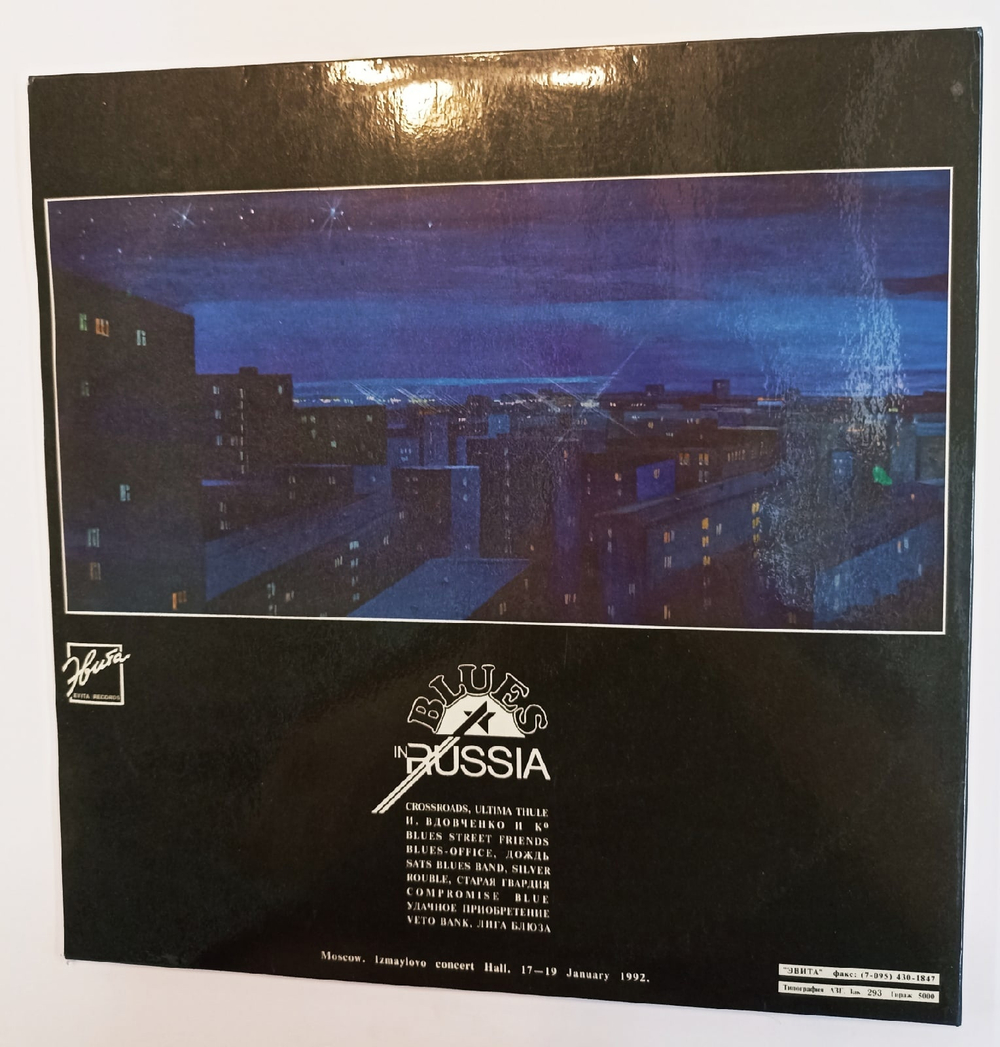 Эвита
EVITA RECORDS
BLUES
IN RUSSIA
CROSSROADS, ULTIMA THULE
И. ВДОВЧЕНКО И К°
BLUES STREET FRIENDS
BLUES-OFFICE, ДОЖДЬ
SATS BLUES BAND, SILVER
ROUBLE, СТАРАЯ ГВАРДИЯ
COMPROMISE BLUE
УДАЧНОЕ ПРИОБРЕТЕНИЕ
VETO BANK, ЛИГА БЛЮЗА
Moscow. Izmaylovo concert Hall. 17—19 January 1992.
"ЭВИТА" факс: (7-095) 430-1847
Типография АЗГ. Зак. 293 Тираж 5000